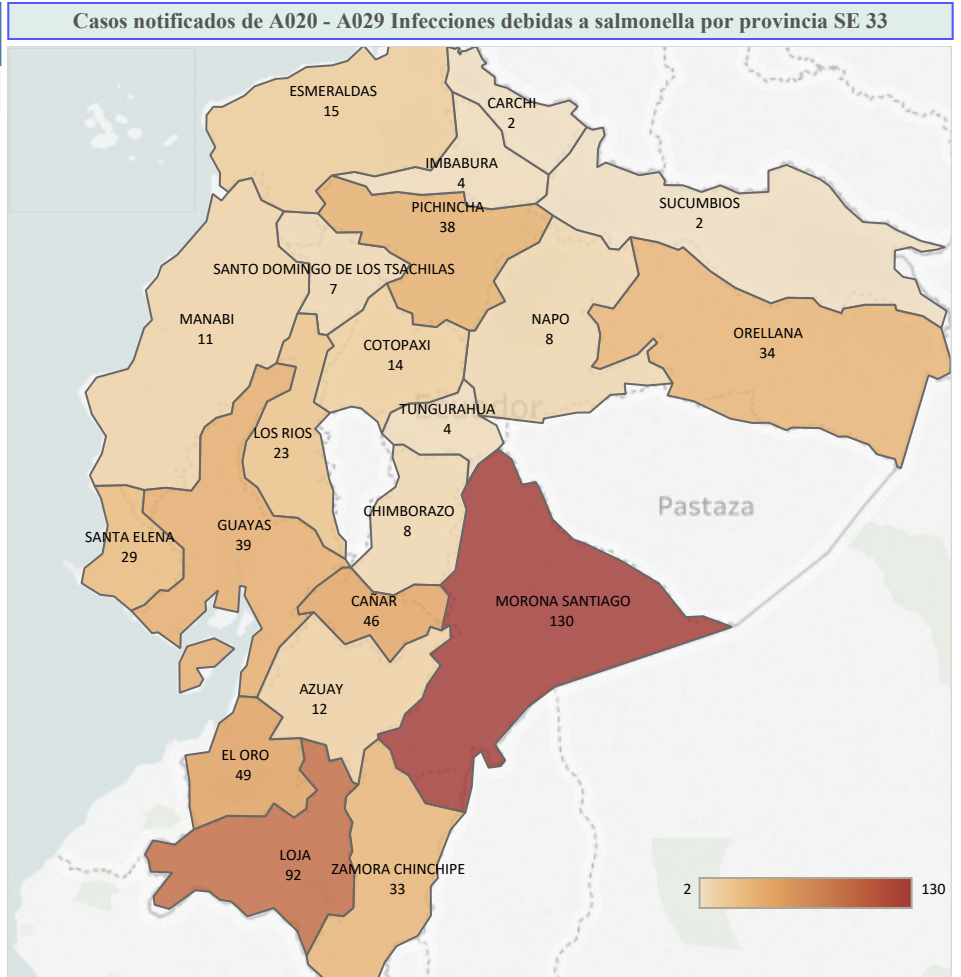 Casos notificados de A020 - A029 Infecciones debidas a salmonella por provincia SE 33
ESMERALDAS
15
CARCHI
2
IMBABURA
4
PICHINCHA
38
SUCUMBIOS
2
SANTO DOMINGO DE LOS TSACHILAS
7
MANABI
11
NAPO
8
ORELLANA
34
COTOPAXI
14
Ecuador
TUNGURAHUA
4
LOS RIOS
23
Pastaza
CHIMBORAZO
8
SANTA ELENA
29
GUAYAS
39
CAÑAR
46
MORONA SANTIAGO
130
AZUAY
12
EL ORO
49
LOJA
92
ZAMORA CHINCHIPE
33
2
130